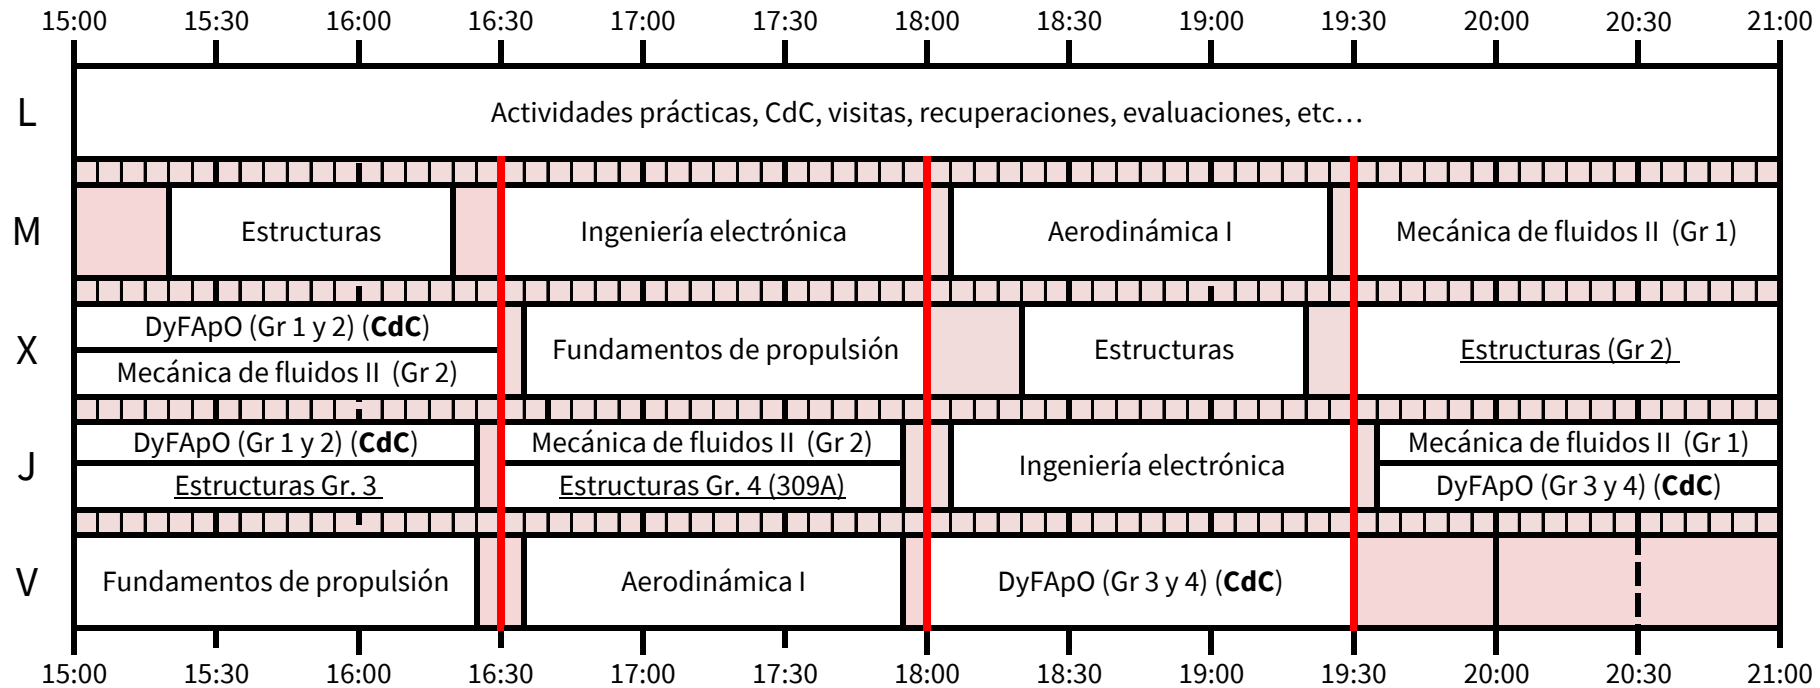 15:00 15:30 16:00 16:30 17:00 17:30 18:00 18:30 19:00 19:30 20:00 20:30 21:00
L
Actividades prácticas, CdC, visitas, recuperaciones, evaluaciones, etc…
M
Estructuras
Ingeniería electrónica
Aerodinámica I
Mecánica de fluidos II (Gr 1)
X
DyFApO (Gr 1 y 2) (CdC)
Mecánica de fluidos II (Gr 2)
Fundamentos de propulsión
Estructuras
Estructuras (Gr 2)
J
DyFApO (Gr 1 y 2) (CdC)
Estructuras Gr. 3
Mecánica de fluidos II (Gr 2)
Estructuras Gr. 4 (309A)
Ingeniería electrónica
Mecánica de fluidos II (Gr 1)
DyFApO (Gr 3 y 4) (CdC)
V
Fundamentos de propulsión
Aerodinámica I
DyFApO (Gr 3 y 4) (CdC)
15:00 15:30 16:00 16:30 17:00 17:30 18:00 18:30 19:00 19:30 20:00 20:30 21:00